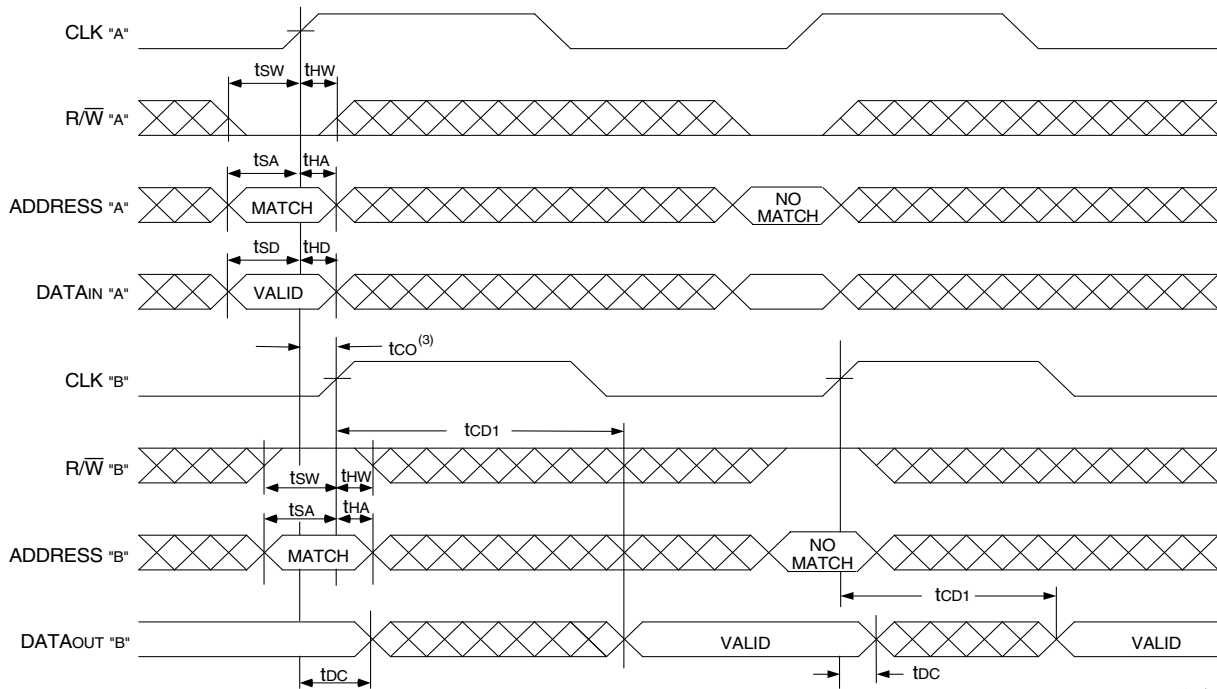 CLK "A"
tSW tHW
R/W "A"
tSA tHA
ADDRESS "A" MATCH NO MATCH
tSD tHD
DATAIN "A" VALID
tCO(3)
CLK "B"
tCD1
R/W "B"
tSW tHW
tSA tHA
ADDRESS "B" MATCH NO MATCH
tCD1
DATAOUT "B" VALID VALID
tDC tDC